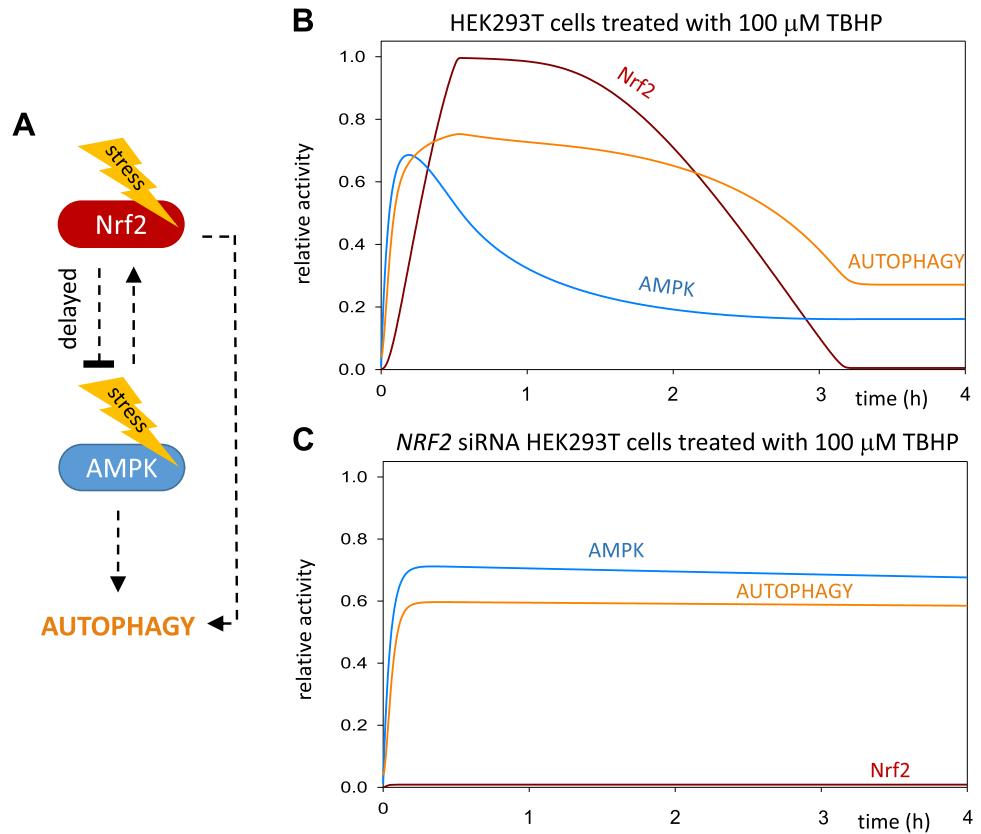 A
stress
Nrf2
delayed
stress
AMPK
AUTOPHAGY
B
HEK293T cells treated with 100 µM TBHP
relative activity
1.0
0.8
0.6
0.4
0.2
0.0
Nrf2
AUTOPHAGY
AMPK
0 1 2 3 4
time (h)
C
NRF2 siRNA HEK293T cells treated with 100 µM TBHP
relative activity
1.0
0.8
0.6
0.4
0.2
0.0
AMPK
AUTOPHAGY
Nrf2
0 1 2 3 4
time (h)